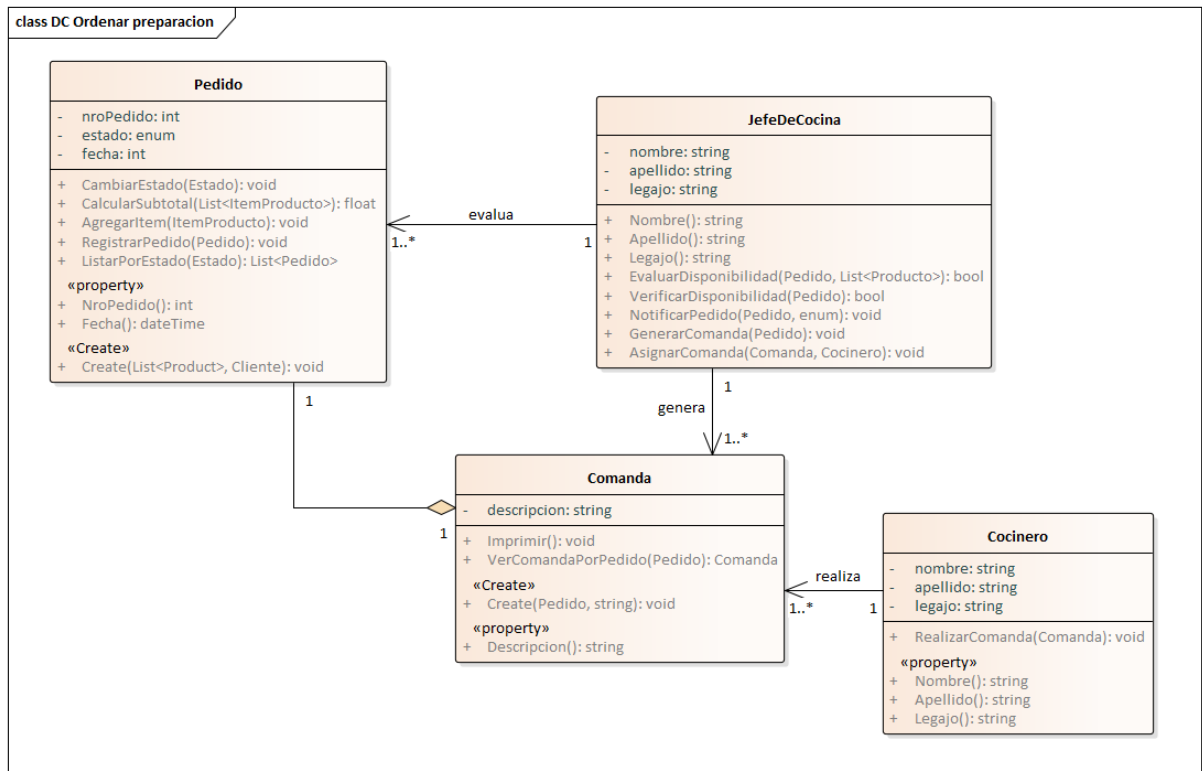 class DC Ordenar preparacion
Pedido
- nroPedido: int
- estado: enum
- fecha: int
+ CambiarEstado(Estado): void
+ CalcularSubtotal(List<ItemProducto>): float
+ AgregarItem(ItemProducto): void
+ RegistrarPedido(Pedido): void
+ ListarPorEstado(Estado): List<Pedido>
«property»
+ NroPedido(): int
+ Fecha(): dateTime
«Create»
+ Create(List<Product>, Cliente): void
JefeDeCocina
- nombre: string
- apellido: string
- legajo: string
+ Nombre(): string
+ Apellido(): string
+ Legajo(): string
+ EvaluarDisponibilidad(Pedido, List<Producto>): bool
+ VerificarDisponibilidad(Pedido): bool
+ NotificarPedido(Pedido, enum): void
+ GenerarComanda(Pedido): void
+ AsignarComanda(Comanda, Cocinero): void
evalua
1..*
1
1
genera
1..*
1
1
Comanda
- descripcion: string
+ Imprimir(): void
+ VerComandaPorPedido(Pedido): Comanda
«Create»
+ Create(Pedido, string): void
«property»
+ Descripcion(): string
realiza
1..*
1
Cocinero
- nombre: string
- apellido: string
- legajo: string
+ RealizarComanda(Comanda): void
«property»
+ Nombre(): string
+ Apellido(): string
+ Legajo(): string